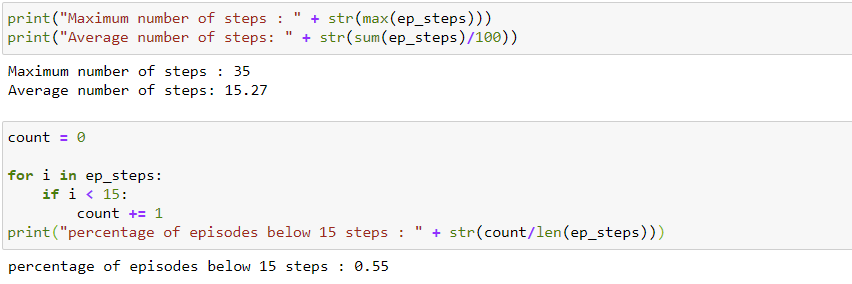 print("Maximum number of steps : " + str(max(ep_steps)))
print("Average number of steps: " + str(sum(ep_steps)/100))
Maximum number of steps : 35
Average number of steps: 15.27
count = 0
for i in ep_steps:
    if i < 15:
        count += 1
print("percentage of episodes below 15 steps : " + str(count/len(ep_steps)))
percentage of episodes below 15 steps : 0.55